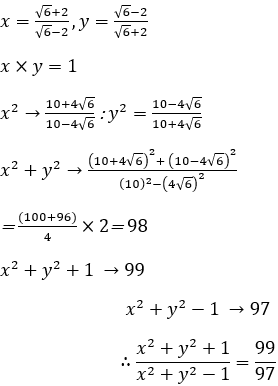 x = (√6+2)/(√6−2), y = (√6−2)/(√6+2)
x × y = 1
x² → (10+4√6)/(10−4√6) : y² = (10−4√6)/(10+4√6)
x² + y² → ((10+4√6)² + (10−4√6)²)/((10)² − (4√6)²)
= (100+96)/4 × 2 = 98
x² + y² + 1 → 99
x² + y² − 1 → 97
∴ (x² + y² + 1)/(x² + y² − 1) = 99/97